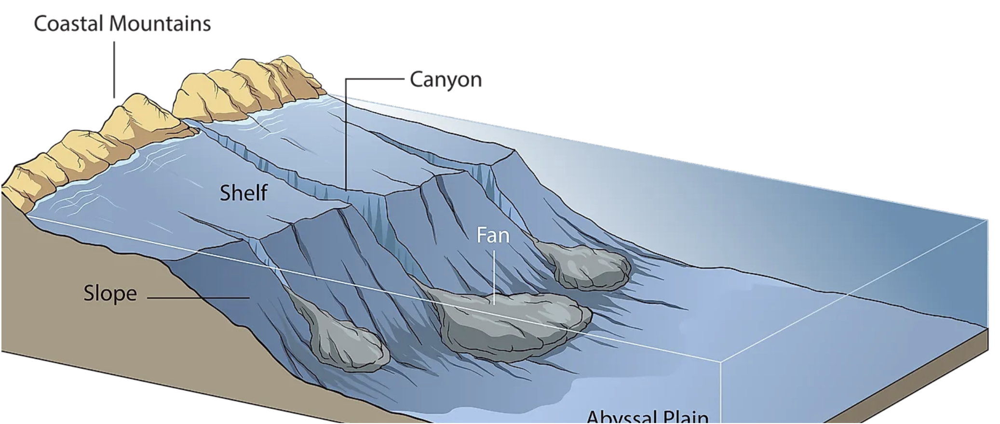 Coastal Mountains
Canyon
Shelf
Fan
Slope
Abyssal Plain